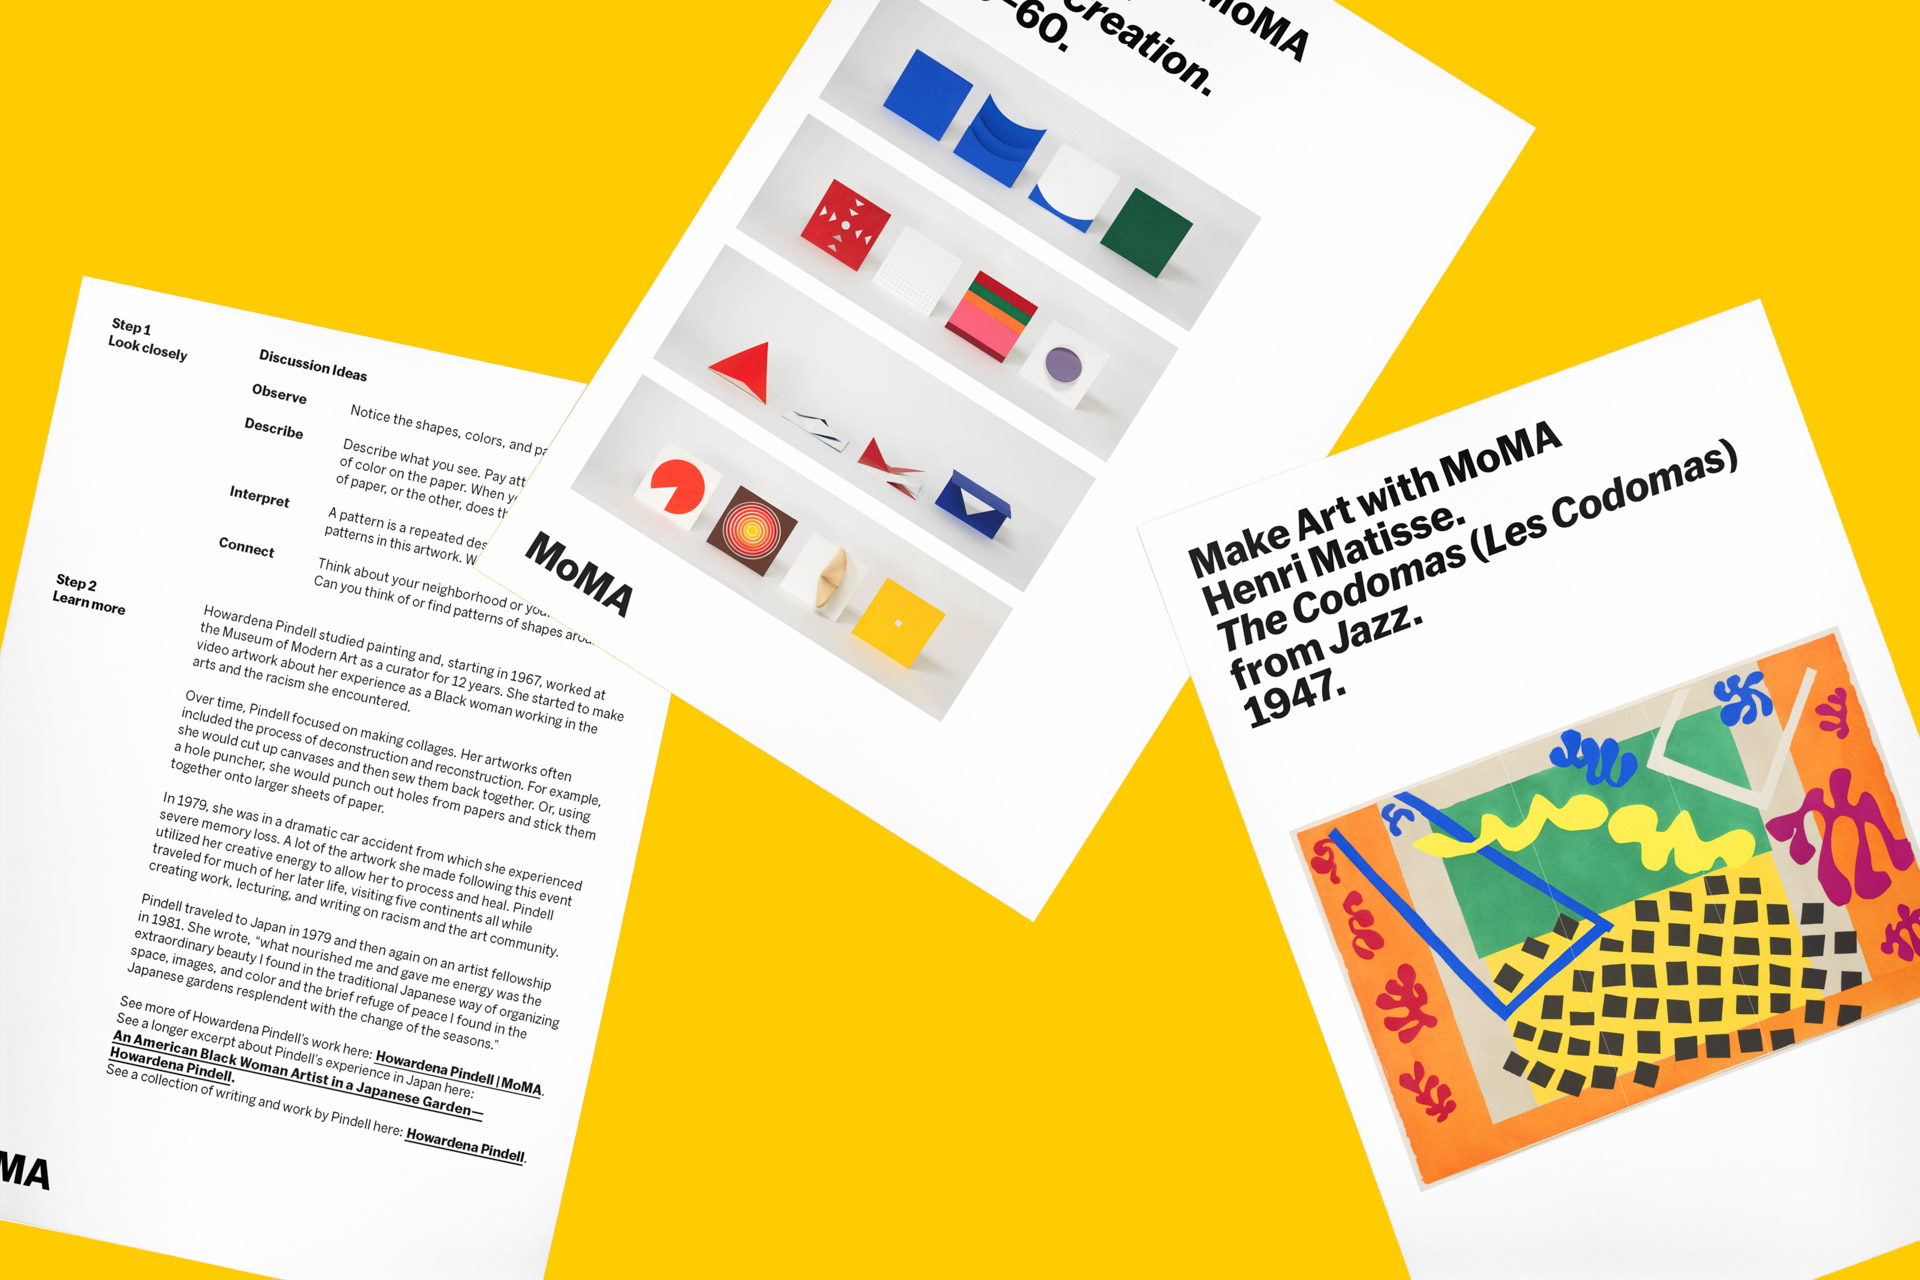 Step 1
Look closely
Discussion Ideas
Observe
Notice the shapes, colors, and
Describe
Describe what you see. Pay
of color on the paper. When
of paper, or the other, does
Interpret
A pattern is a repeated
patterns in this artwork.
Connect
Think about your neighborhood or
Can you think of or find patterns of shapes
Step 2
Learn more
Howardena Pindell studied painting and, starting in 1967, worked at
the Museum of Modern Art as a curator for 12 years. She started to make
video artwork about her experience as a Black woman working in the
arts and the racism she encountered.
Over time, Pindell focused on making collages. Her artworks often
included the process of deconstruction and reconstruction. For example,
she would cut up canvases and then sew them back together. Or, using
a hole puncher, she would punch out holes from papers and stick them
together onto larger sheets of paper.
In 1979, she was in a dramatic car accident from which she experienced
severe memory loss. A lot of the artwork she made following this event
utilized her creative energy to allow her to process and heal. Pindell
traveled for much of her later life, visiting five continents all while
creating work, lecturing, and writing on racism and the art community.
Pindell traveled to Japan in 1979 and then again on an artist fellowship
in 1981. She wrote, “what nourished me and gave me energy was the
extraordinary beauty I found in the traditional Japanese way of organizing
space, images, and color and the brief refuge of peace I found in the
Japanese gardens resplendent with the change of the seasons.”
See more of Howardena Pindell’s work here: Howardena Pindell | MoMA.
See a longer excerpt about Pindell’s experience in Japan here:
An American Black Woman Artist in a Japanese Garden—
Howardena Pindell.
See a collection of writing and work by Pindell here: Howardena Pindell.
MA
MoMA
Creation.
–60.
MoMA
Make Art with MoMA
Henri Matisse.
The Codomas (Les Codomas)
from Jazz.
1947.